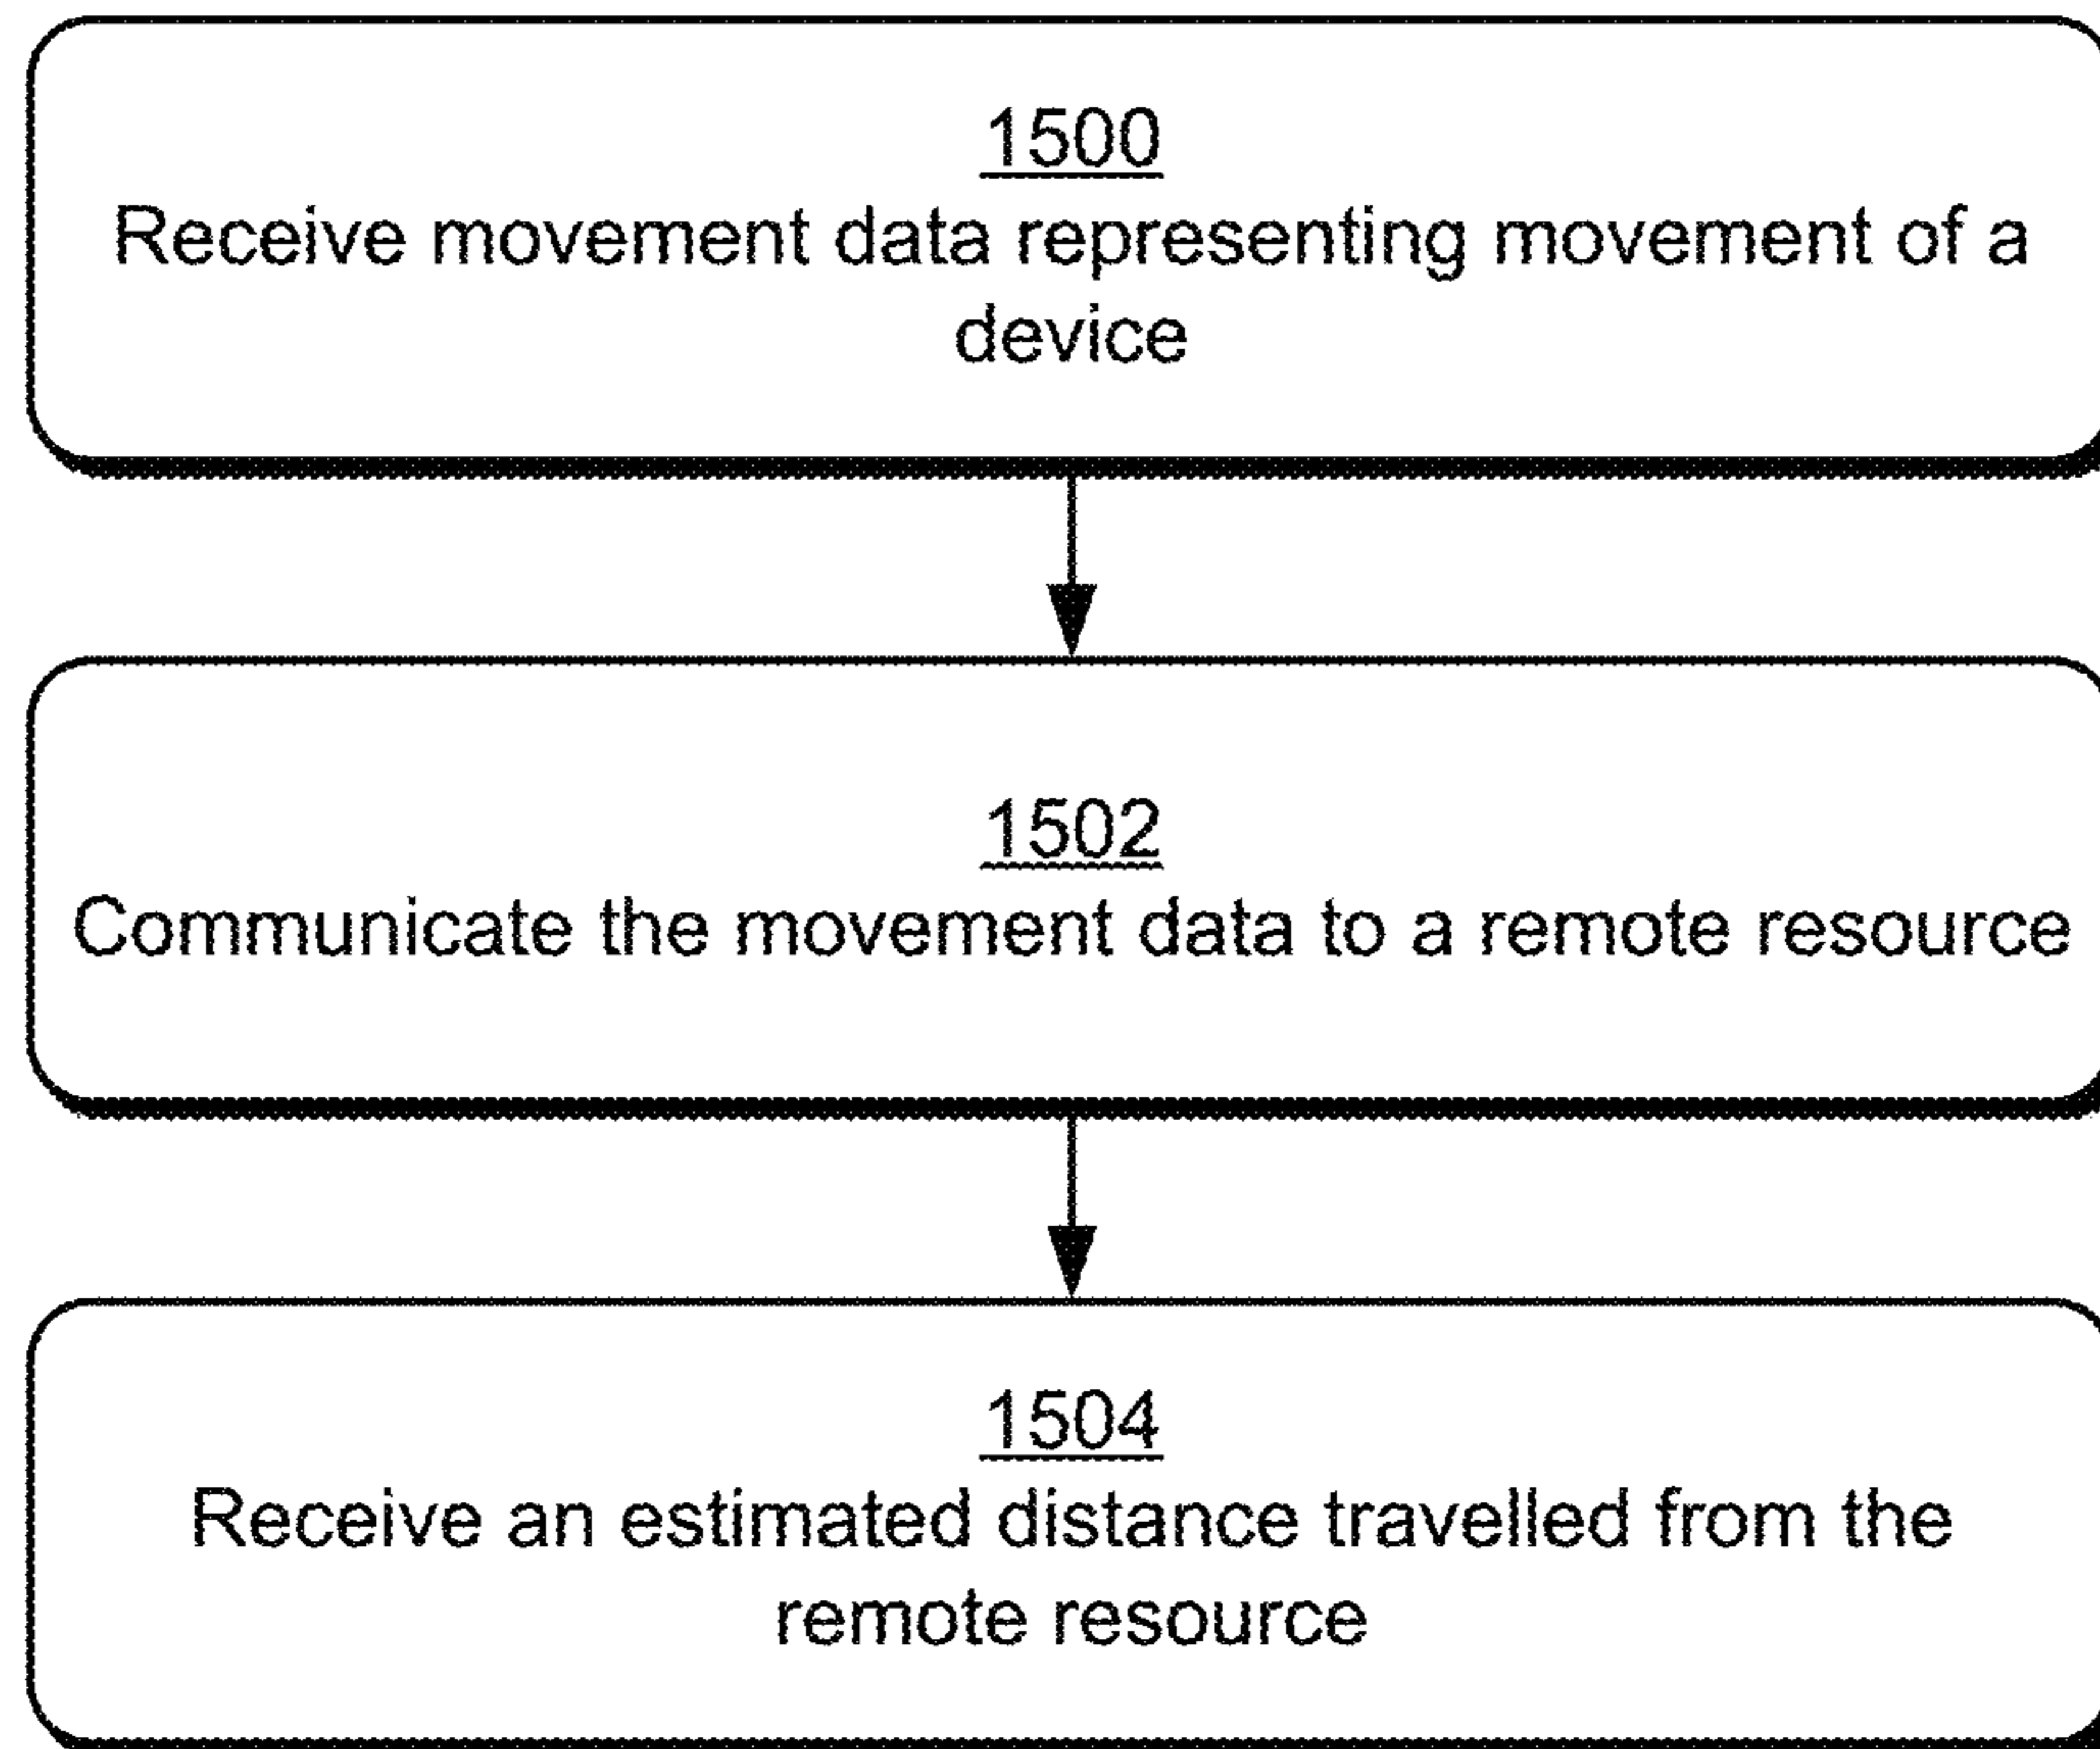 1500
Receive movement data representing movement of a
device
1502
Communicate the movement data to a remote resource
1504
Receive an estimated distance travelled from the
remote resource